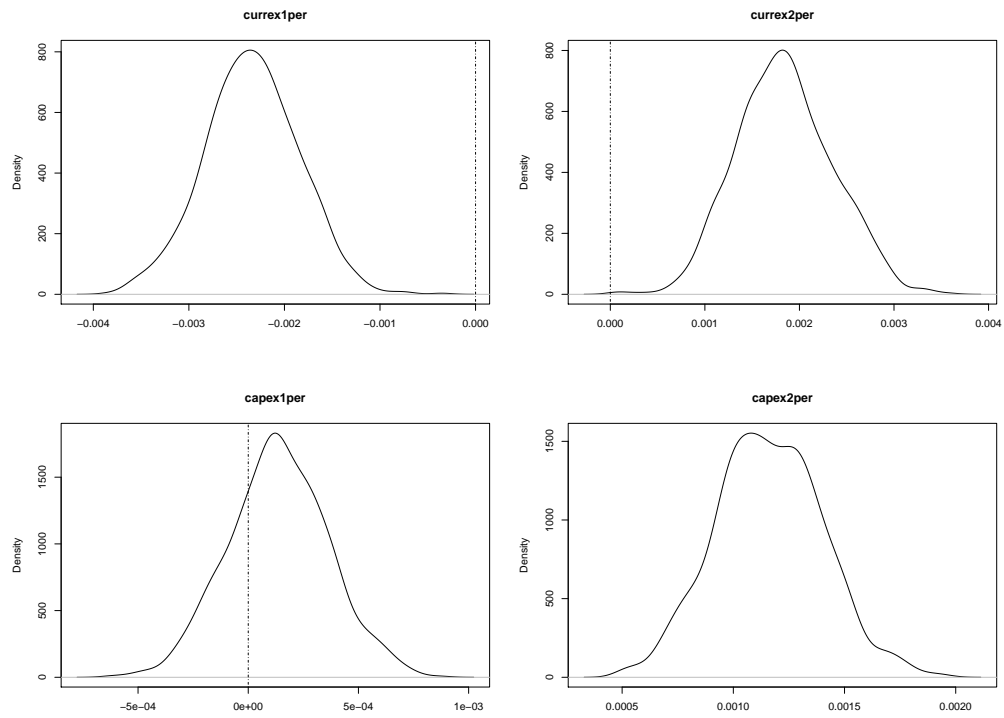 currex1per
Density
0 200 400 600 800
−0.004 −0.003 −0.002 −0.001 0.000
currex2per
Density
0 200 400 600 800
0.000 0.001 0.002 0.003 0.004
capex1per
Density
0 500 1000 1500
−5e−04 0e+00 5e−04 1e−03
capex2per
Density
0 500 1000 1500
0.0005 0.0010 0.0015 0.0020